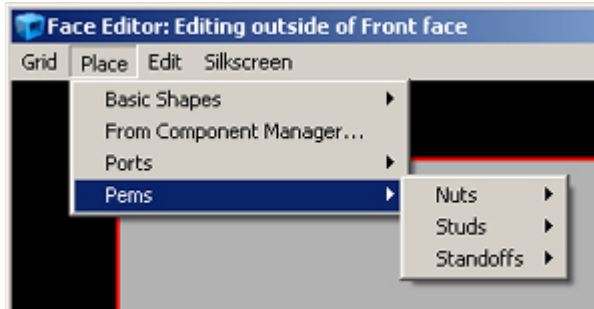 Face Editor: Editing outside of Front face
Grid Place Edit Silkscreen
Basic Shapes
From Component Manager...
Ports
Pems
Nuts
Studs
Standoffs